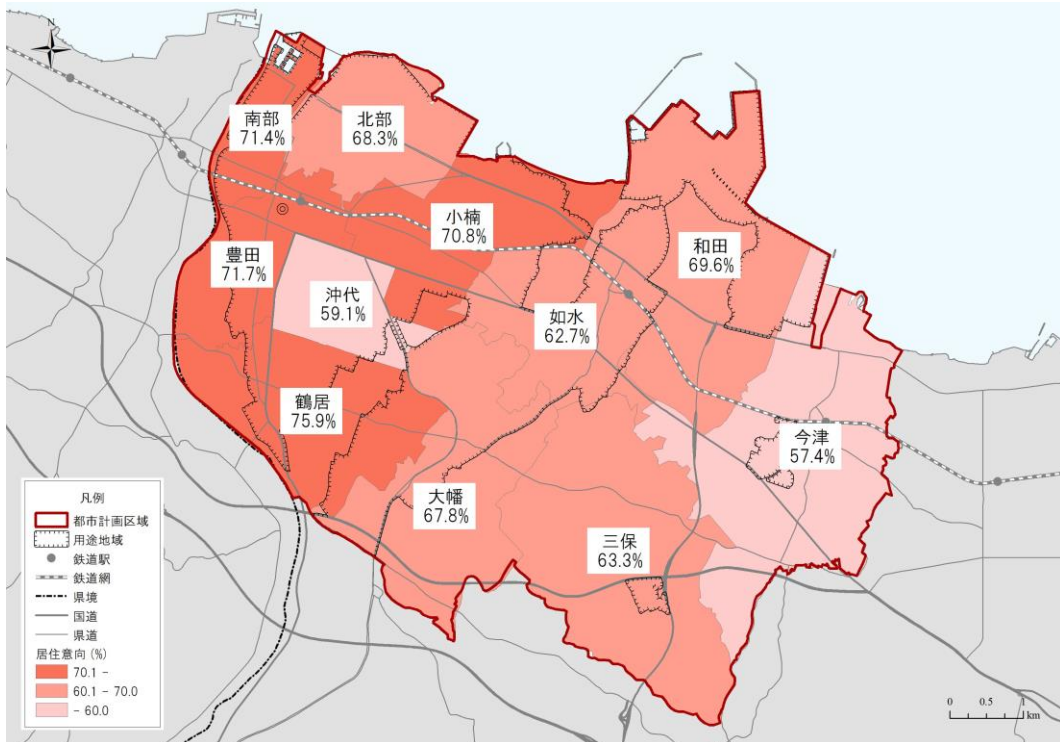 N
南部
71.4%
北部
68.3%
小楠
70.8%
和田
69.6%
豊田
71.7%
沖代
59.1%
如水
62.7%
鶴居
75.9%
今津
57.4%
大幡
67.8%
三保
63.3%
凡例
都市計画区域
用途地域
鉄道駅
鉄道網
県境
国道
県道
居住意向(%)
70.1 -
60.1 - 70.0
- 60.0
0 0.5 1
km